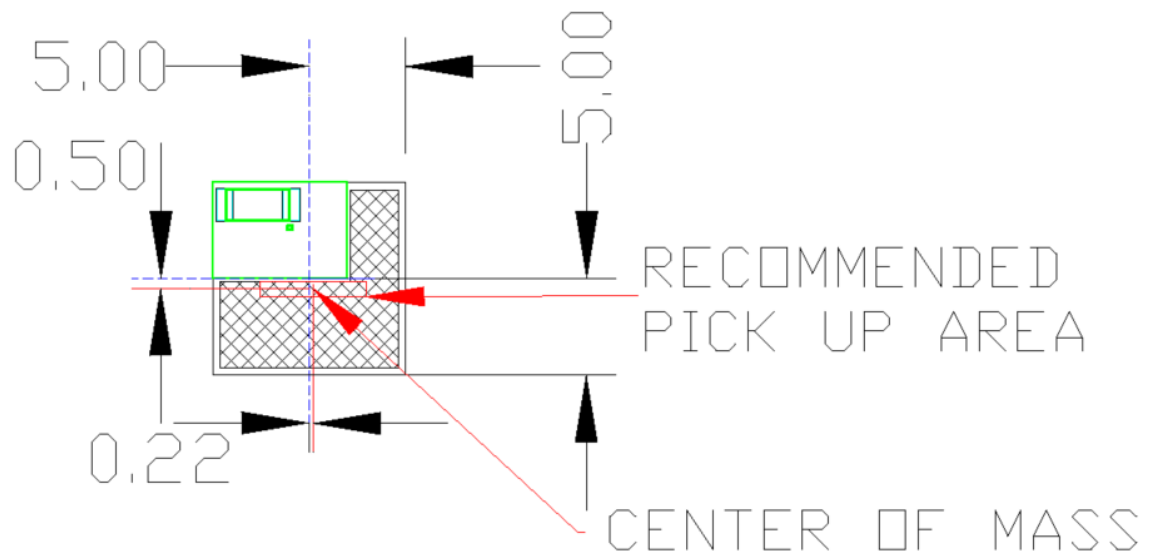 5.00
5.00
0.50
RECOMMENDED
PICK UP AREA
0.22
CENTER OF MASS